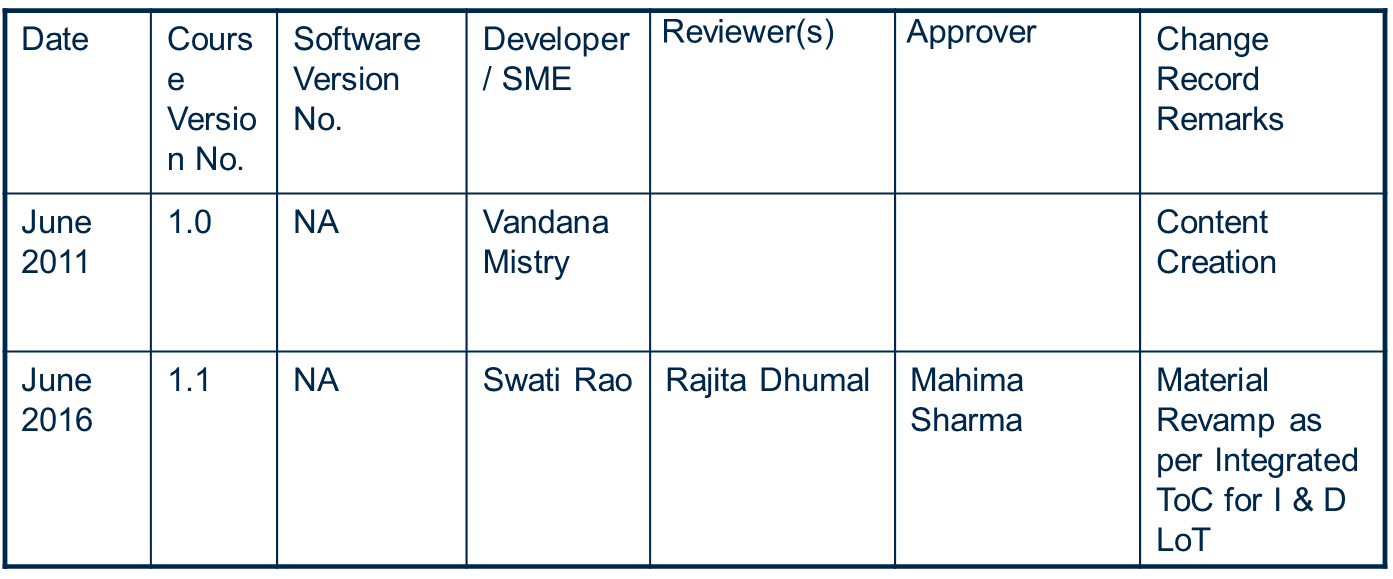 Date
Cours
e
Versio
n No.
Software
Version
No.
Developer
/ SME
Reviewer(s)
Approver
Change
Record
Remarks
June
2011
1.0
NA
Vandana
Mistry
Content
Creation
June
2016
1.1
NA
Swati Rao
Rajita Dhumal
Mahima
Sharma
Material
Revamp as
per Integrated
ToC for I & D
LoT